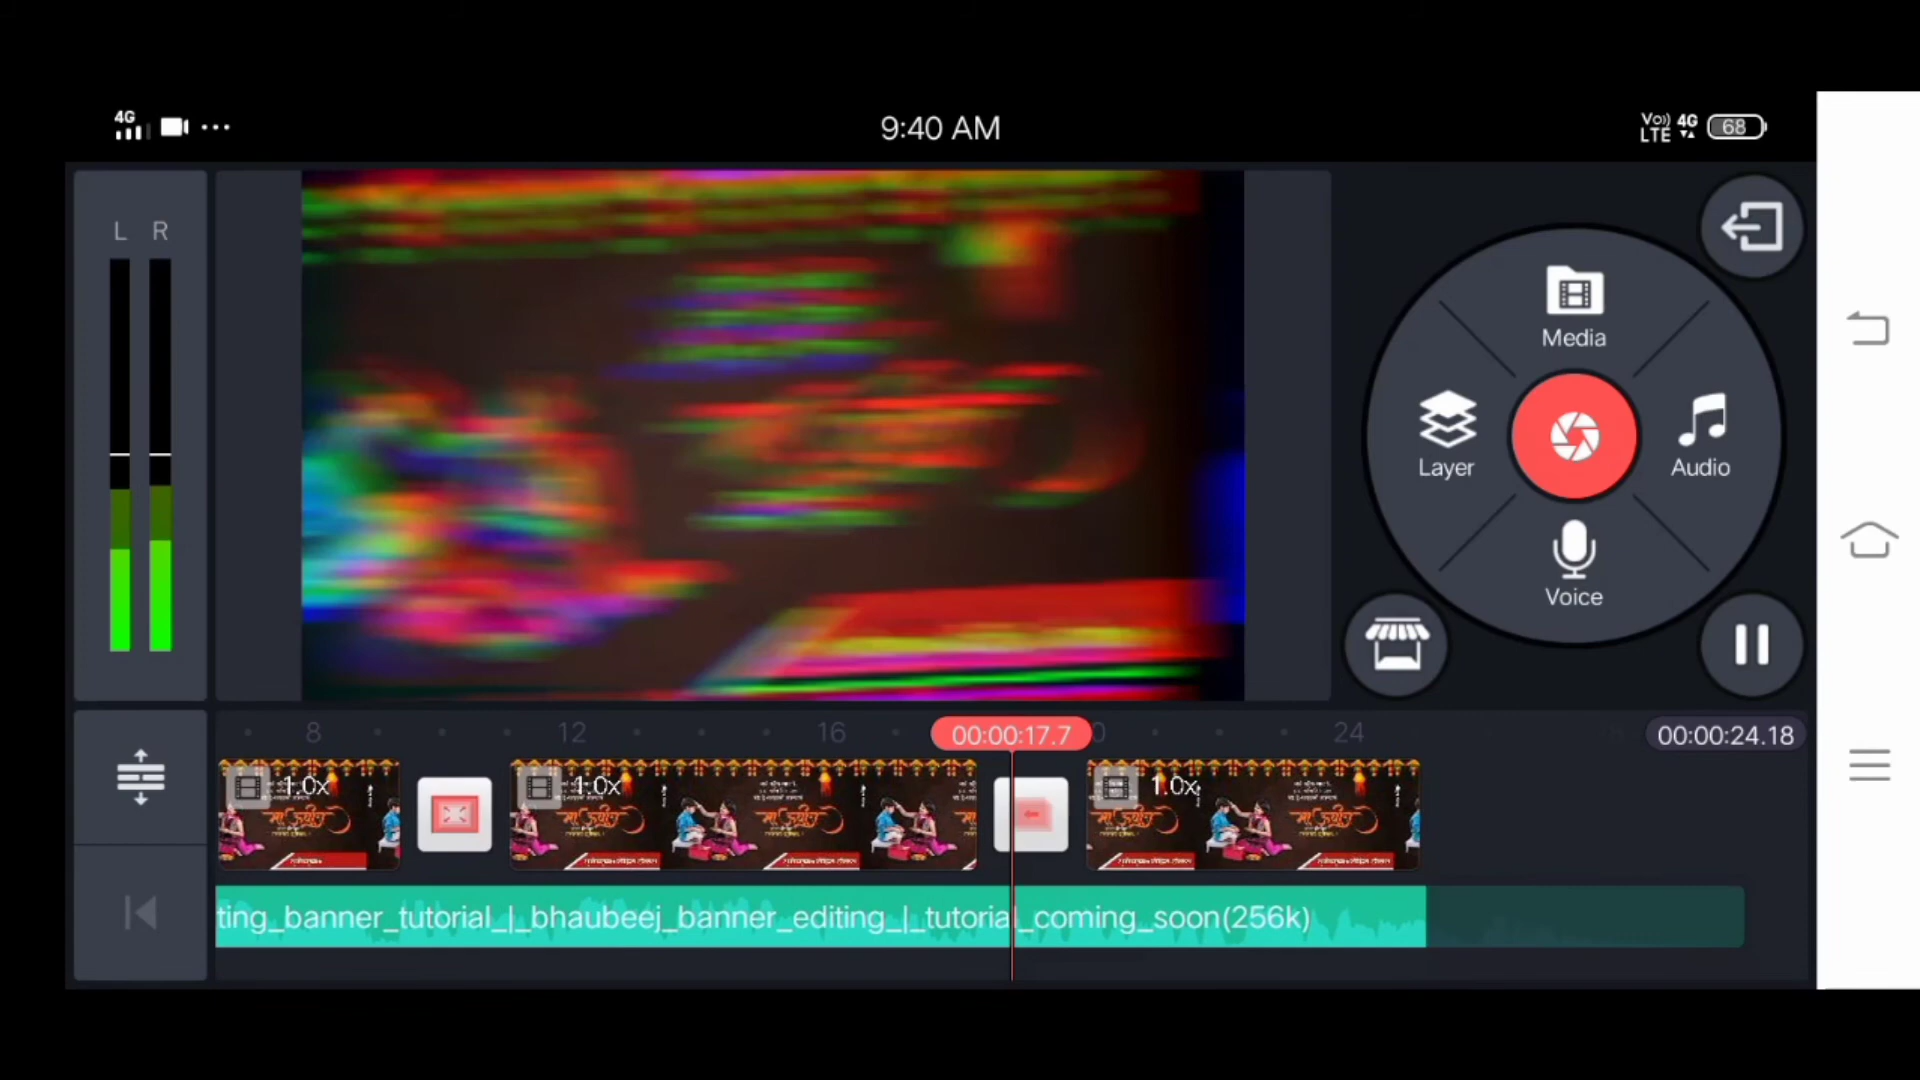 4G
9:40 AM
Vo)) LTE 4G 68
L R
Media
Layer
Audio
Voice
8 12 16 00:00:17.7 0 24 00:00:24.18
1.0x 1.0x 1.0x
ting_banner_tutorial_|_bhaubeej_banner_editing_|_tutorial_coming_soon(256k)